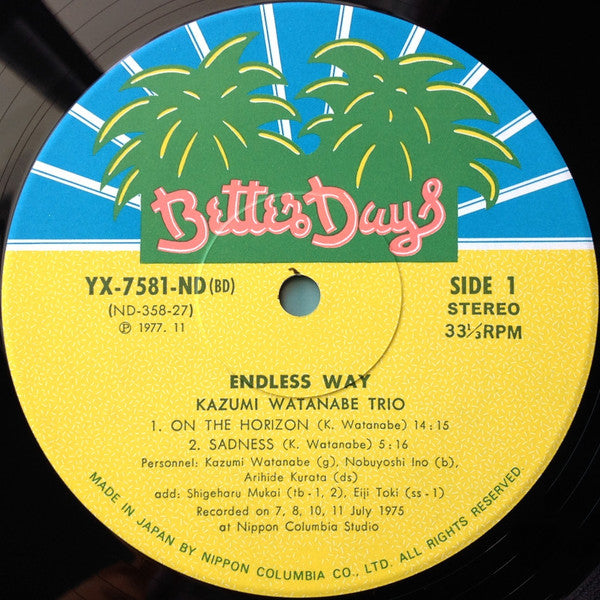 Better Days
YX-7581-ND (BD)
(ND-358-27)
Ⓟ 1977. 11
SIDE 1
STEREO
33⅓RPM
ENDLESS WAY
KAZUMI WATANABE TRIO
1. ON THE HORIZON (K. Watanabe) 14:15
2. SADNESS (K. Watanabe) 5:16
Personnel: Kazumi Watanabe (g), Nobuyoshi Ino (b),
Arihide Kurata (ds)
add: Shigeharu Mukai (tb-1, 2), Eiji Toki (ss-1)
Recorded on 7, 8, 10, 11 July 1975
at Nippon Columbia Studio
MADE IN JAPAN BY NIPPON COLUMBIA CO., LTD. ALL RIGHTS RESERVED.